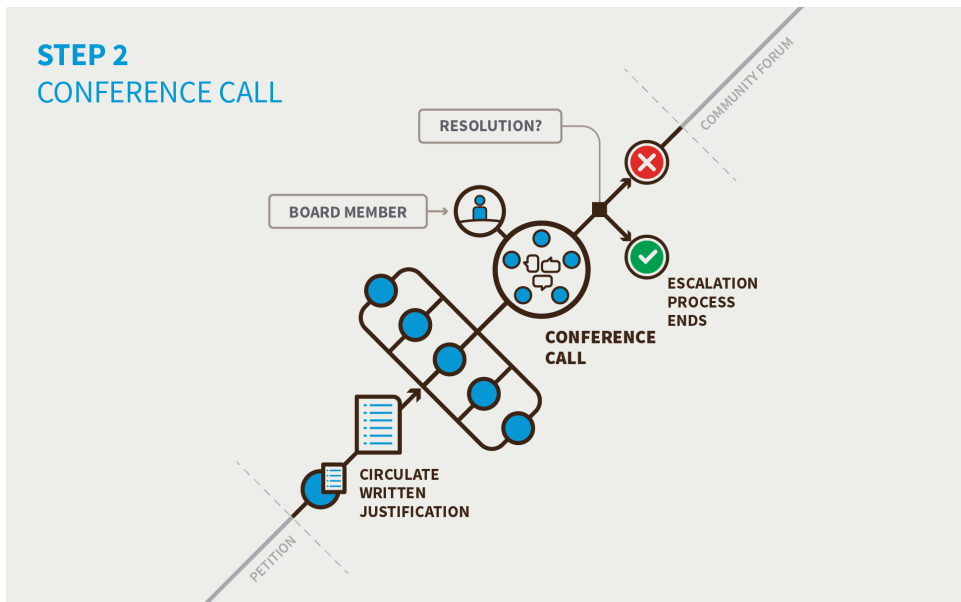 STEP 2
CONFERENCE CALL
COMMUNITY FORUM
RESOLUTION?
BOARD MEMBER
ESCALATION
PROCESS
ENDS
CONFERENCE
CALL
CIRCULATE
WRITTEN
JUSTIFICATION
PETITION